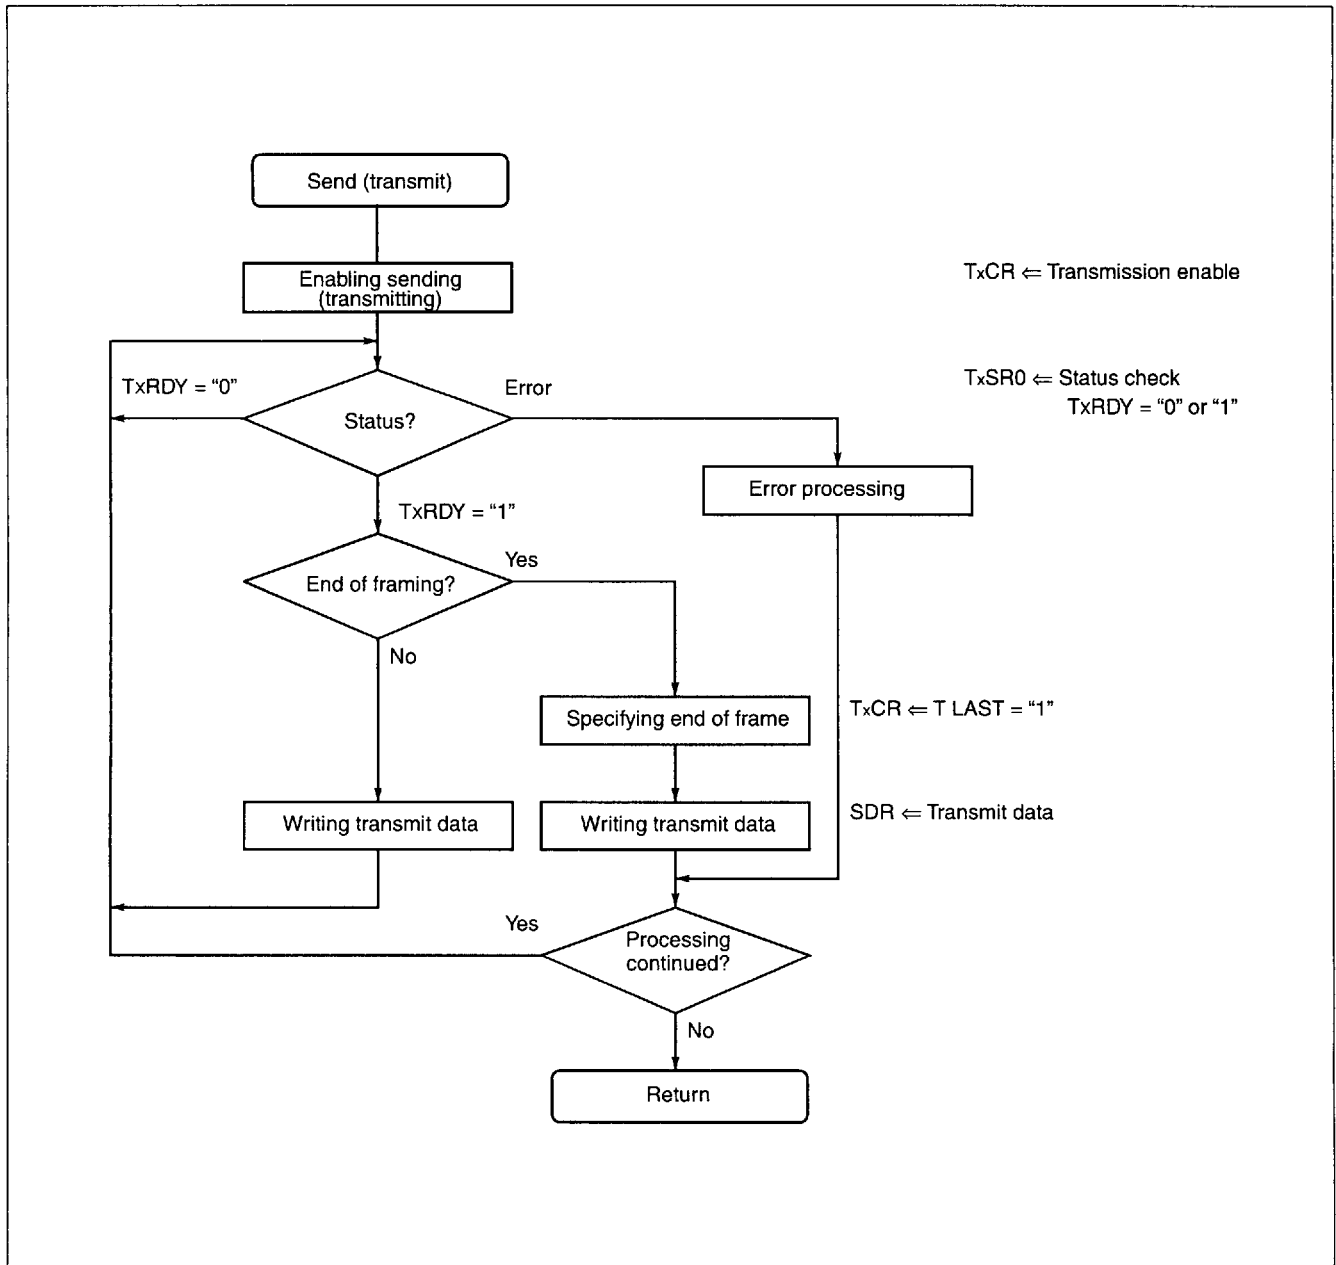 Send (transmit)
Enabling sending
(transmitting)
TxCR ⇐ Transmission enable
TxRDY = “0”
Error
TxSR0 ⇐ Status check
TxRDY = “0” or “1”
Status?
Error processing
TxRDY = “1”
Yes
End of framing?
No
Specifying end of frame
TxCR ⇐ T LAST = “1”
Writing transmit data
Writing transmit data
SDR ⇐ Transmit data
Yes
Processing
continued?
No
Return